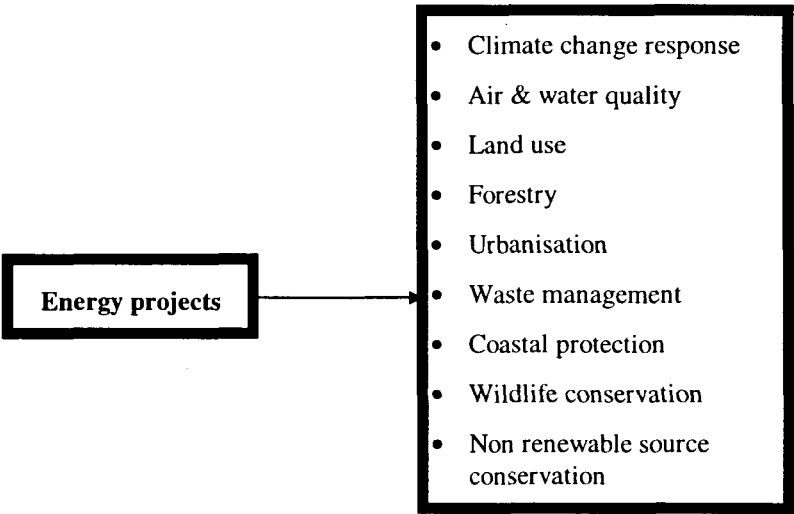 Energy projects
• Climate change response
• Air & water quality
• Land use
• Forestry
• Urbanisation
• Waste management
• Coastal protection
• Wildlife conservation
• Non renewable source
conservation